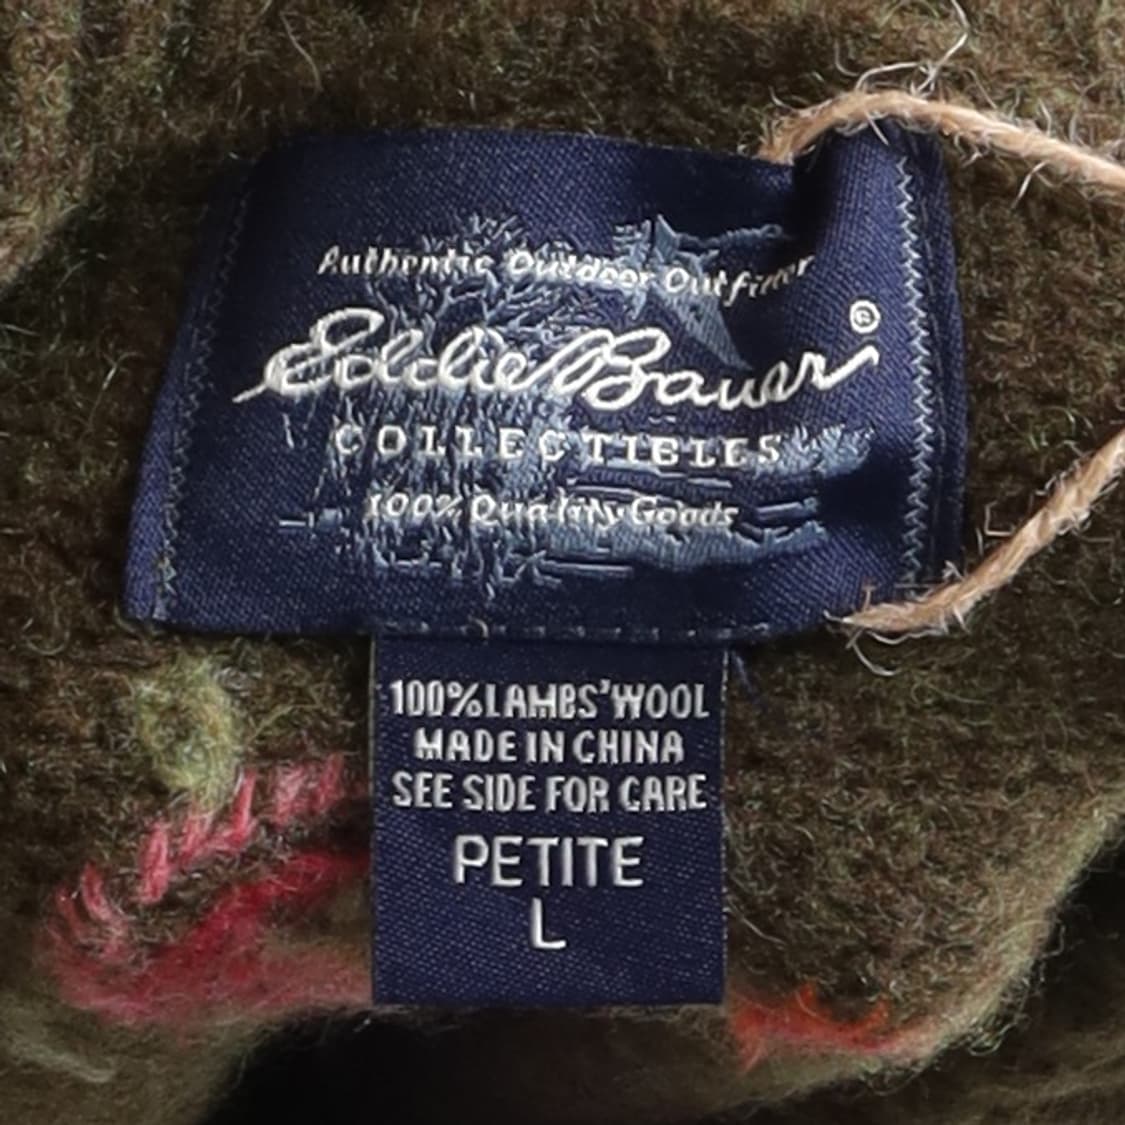 Authentic Outdoor Outfitter
Eddie Bauer®
COLLECTIBLES
100% Quality Goods
100% LAMBS' WOOL
MADE IN CHINA
SEE SIDE FOR CARE
PETITE
L